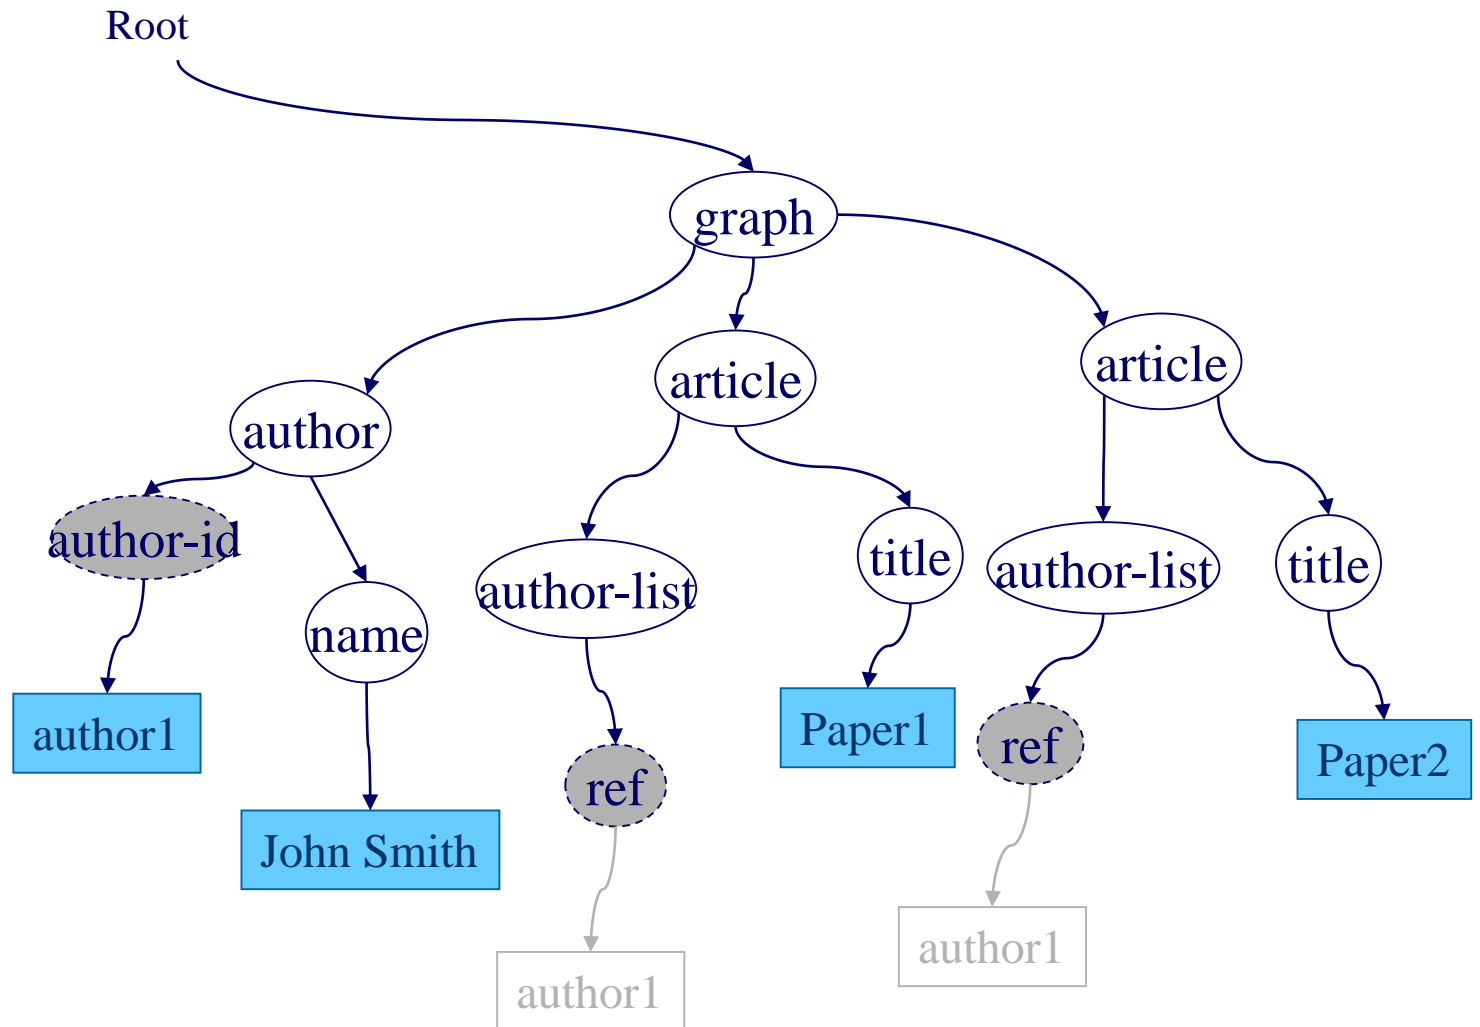 Root
graph
article
article
author
author-id
title
author-list
title
author-list
name
author1
Paper1
ref
Paper2
ref
John Smith
author1
author1